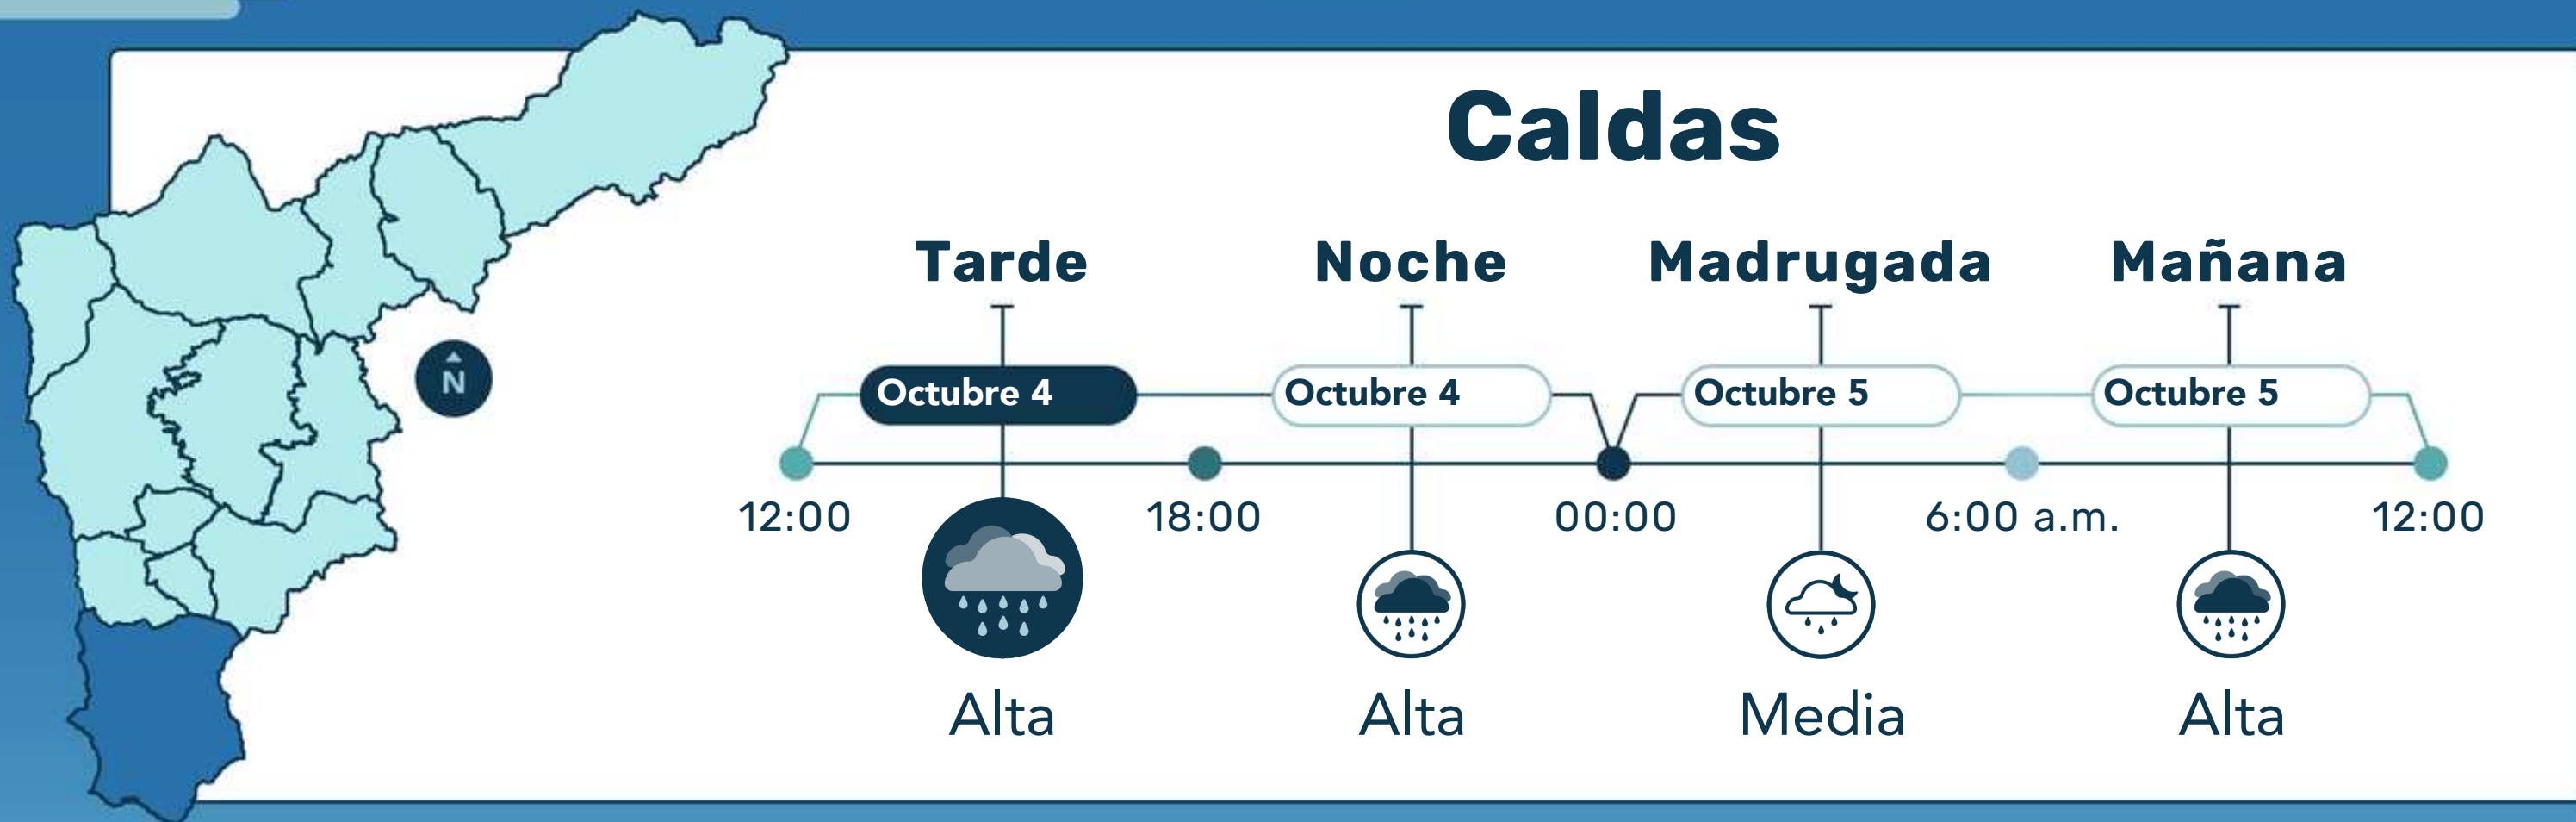 Caldas
Tarde Noche Madrugada Mañana
Octubre 4 Octubre 4 Octubre 5 Octubre 5
N
12:00 18:00 00:00 6:00 a.m. 12:00
Alta Alta Media Alta